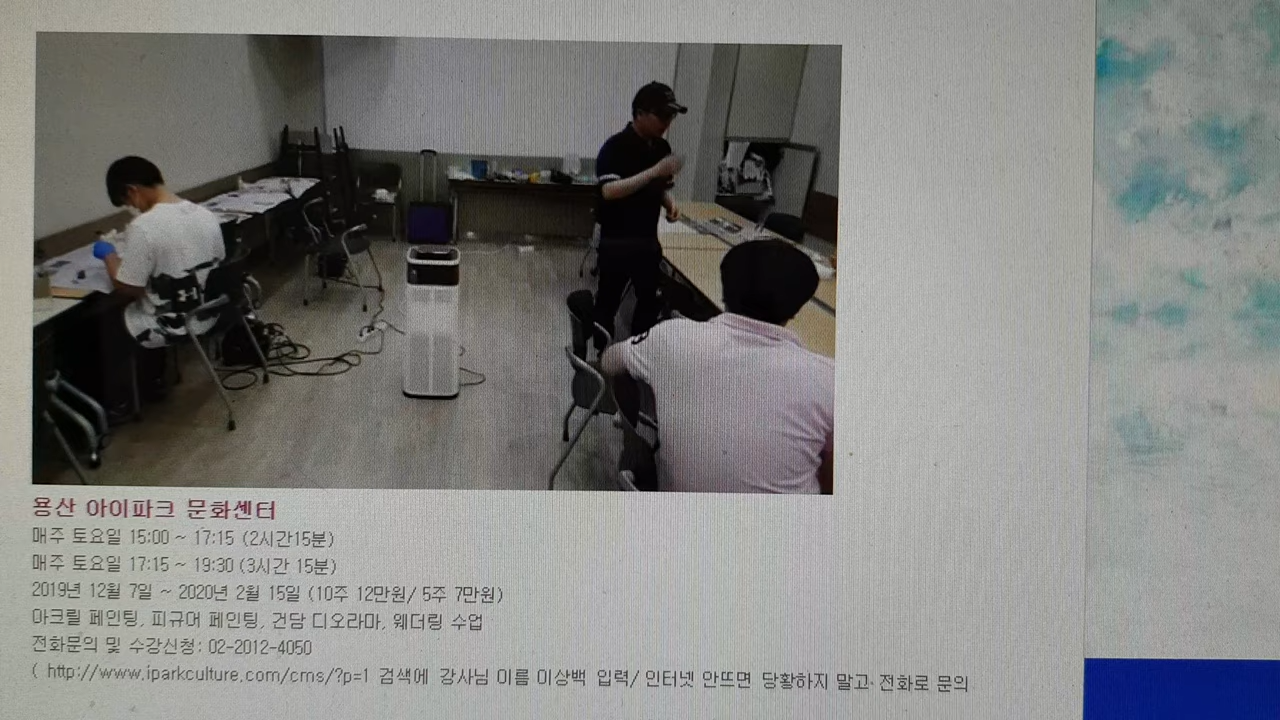 용산 아이파크 문화센터
매주 토요일 15:00 ~ 17:15 (2시간15분)
매주 토요일 17:15 ~ 19:30 (3시간 15분)
2019년 12월 7일 ~ 2020년 2월 15일 (10주 12만원/ 5주 7만원)
아크릴 페인팅, 피규어 페인팅, 건담 디오라마, 웨더링 수업
전화문의 및 수강신청: 02-2012-4050
( http://www.iparkculture.com/cms/?p=1 검색에 강사님 이름 이상백 입력/ 인터넷 안뜨면 당황하지 말고 전화로 문의